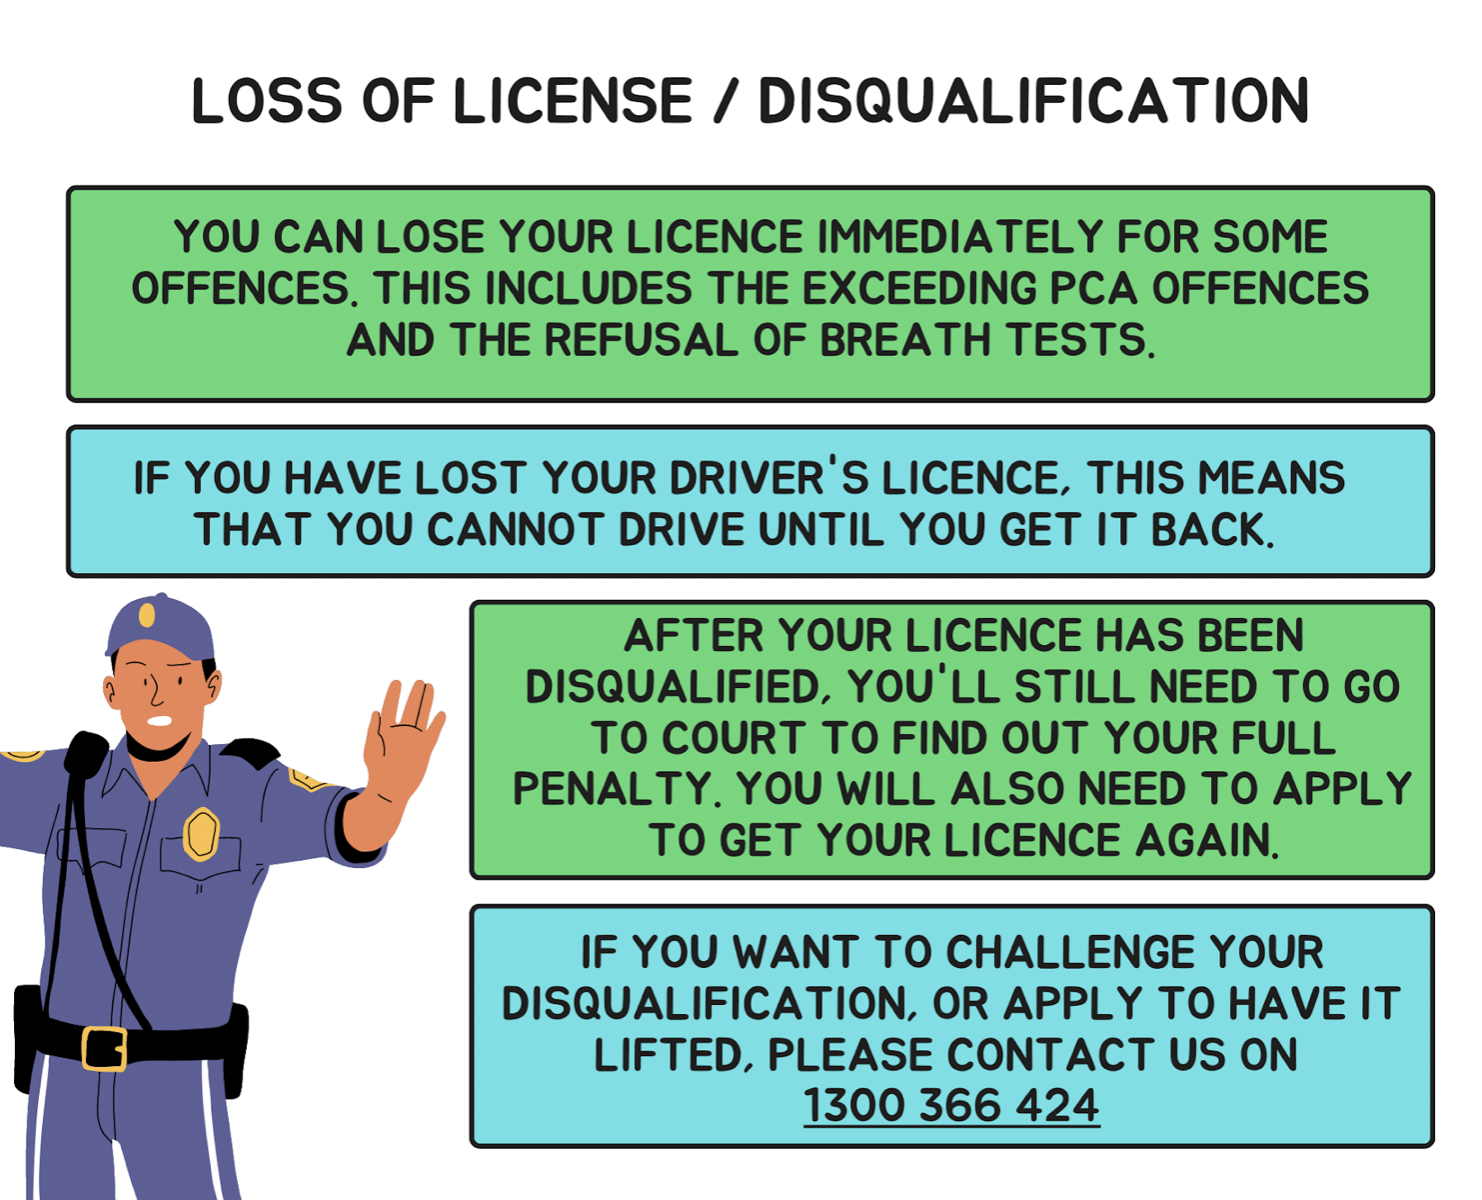 LOSS OF LICENSE / DISQUALIFICATION
YOU CAN LOSE YOUR LICENCE IMMEDIATELY FOR SOME
OFFENCES. THIS INCLUDES THE EXCEEDING PCA OFFENCES
AND THE REFUSAL OF BREATH TESTS.
IF YOU HAVE LOST YOUR DRIVER'S LICENCE, THIS MEANS
THAT YOU CANNOT DRIVE UNTIL YOU GET IT BACK.
AFTER YOUR LICENCE HAS BEEN
DISQUALIFIED, YOU'LL STILL NEED TO GO
TO COURT TO FIND OUT YOUR FULL
PENALTY. YOU WILL ALSO NEED TO APPLY
TO GET YOUR LICENCE AGAIN.
IF YOU WANT TO CHALLENGE YOUR
DISQUALIFICATION, OR APPLY TO HAVE IT
LIFTED, PLEASE CONTACT US ON
1300 366 424